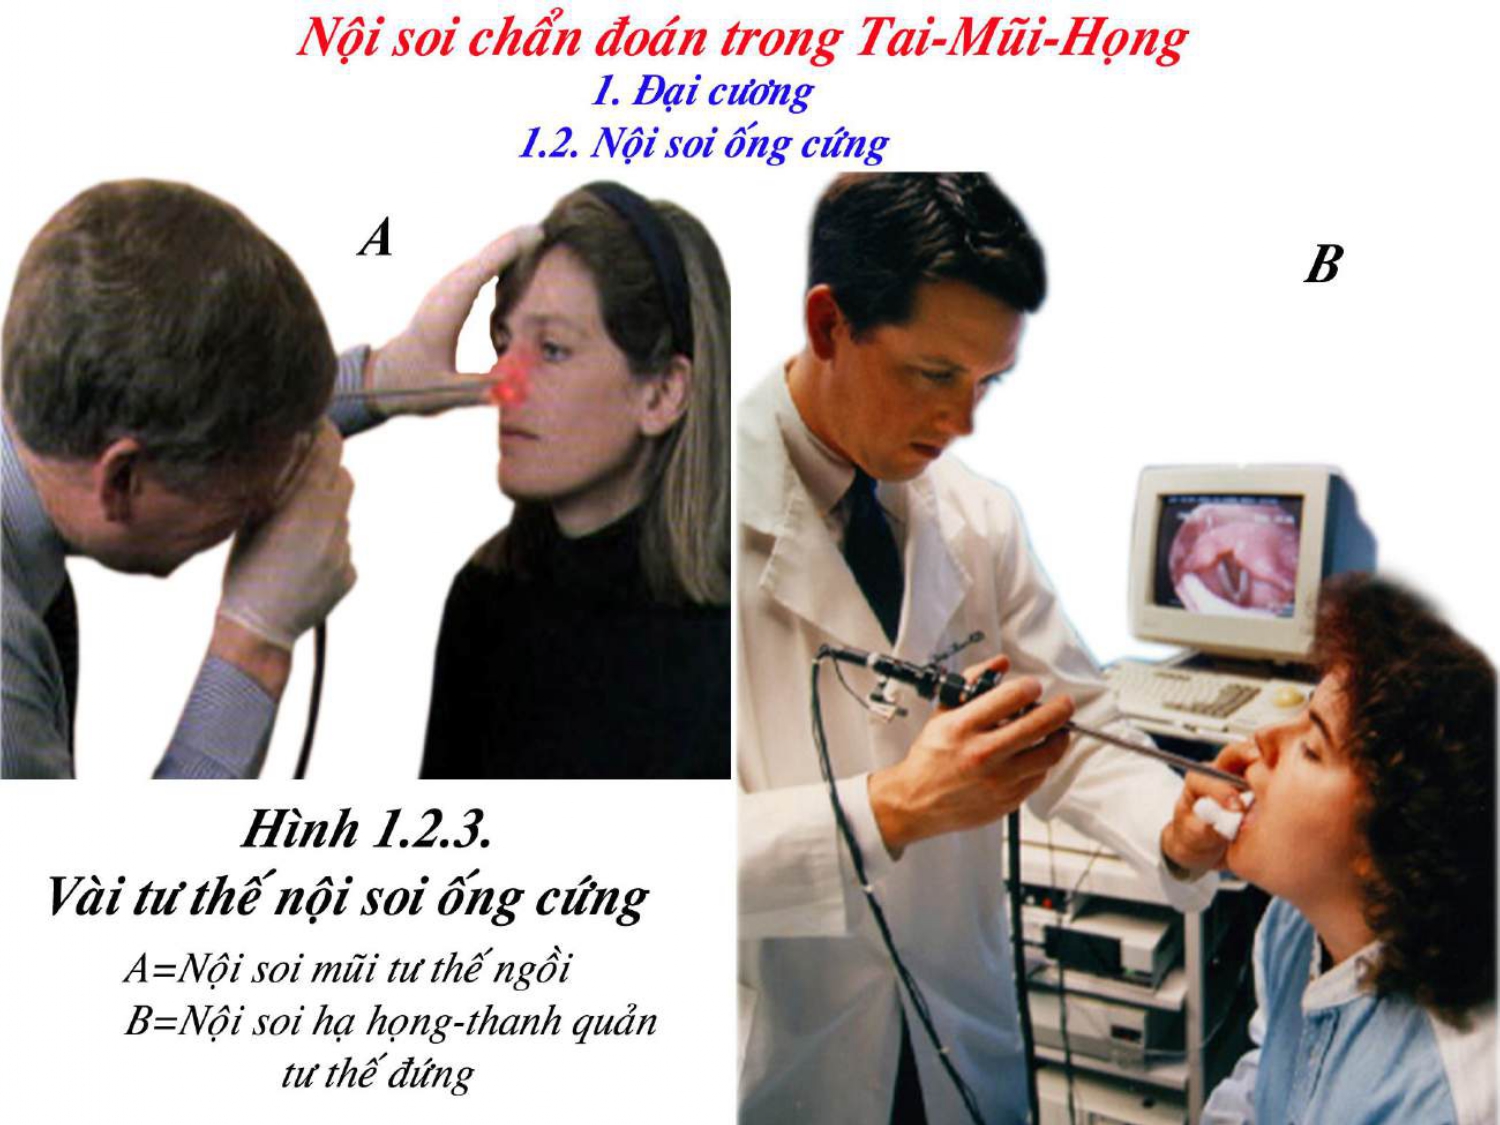 Nội soi chẩn đoán trong Tai-Mũi-Họng
1. Đại cương
1.2. Nội soi ống cứng
A
B
Hình 1.2.3.
Vài tư thế nội soi ống cứng
A=Nội soi mũi tư thế ngồi
B=Nội soi hạ họng-thanh quản
tư thế đứng